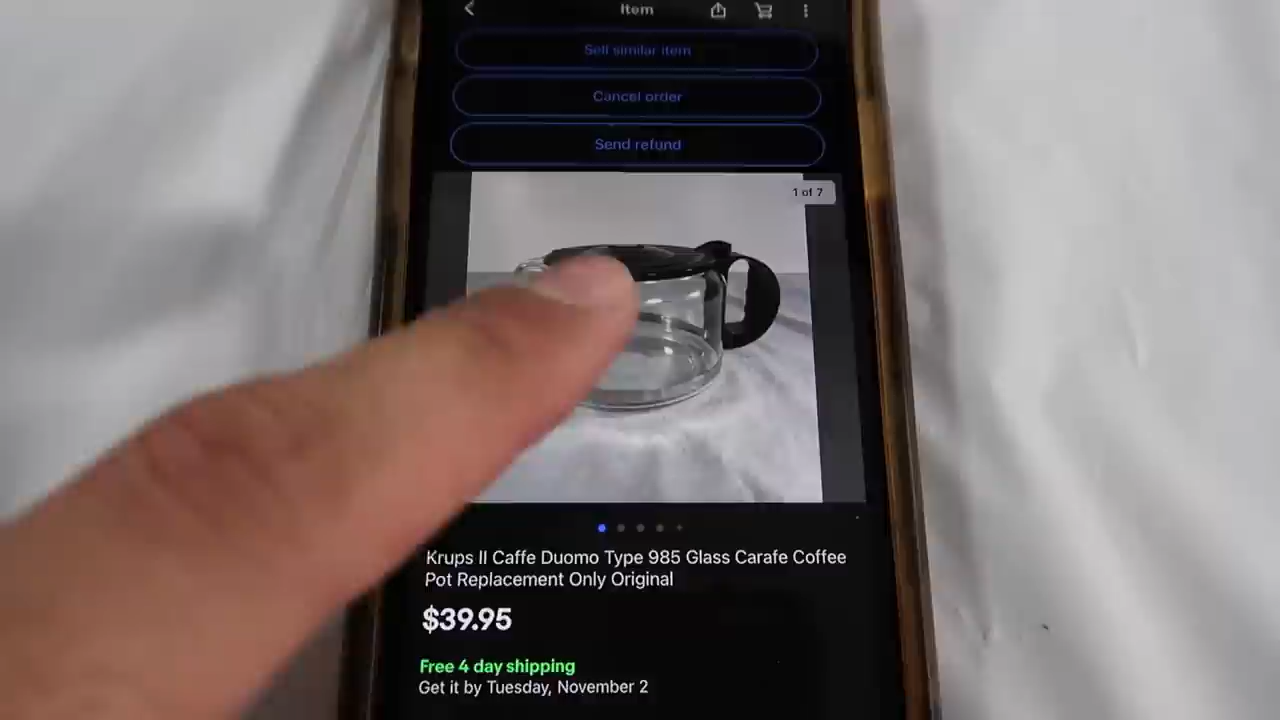 Item
Sell similar item
Cancel order
Send refund
1 of 7
Krups II Caffe Duomo Type 985 Glass Carafe Coffee
Pot Replacement Only Original
$39.95
Free 4 day shipping
Get it by Tuesday, November 2